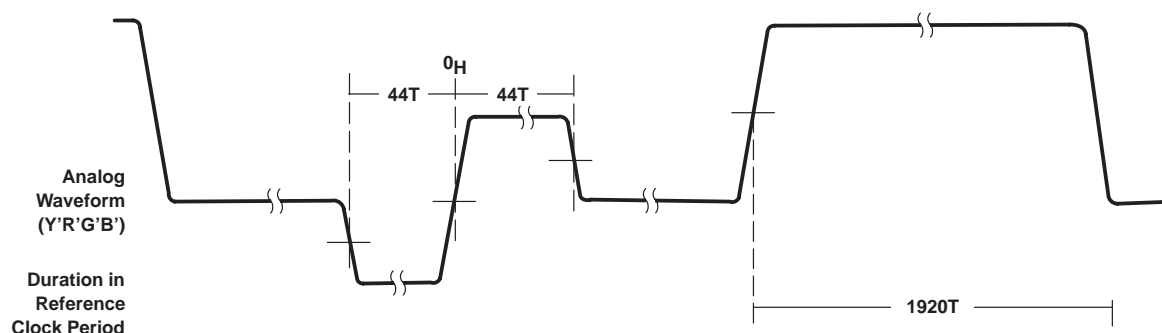 0H
44T
44T
Analog
Waveform
(Y'R'G'B')
Duration in
Reference
Clock Period
1920T